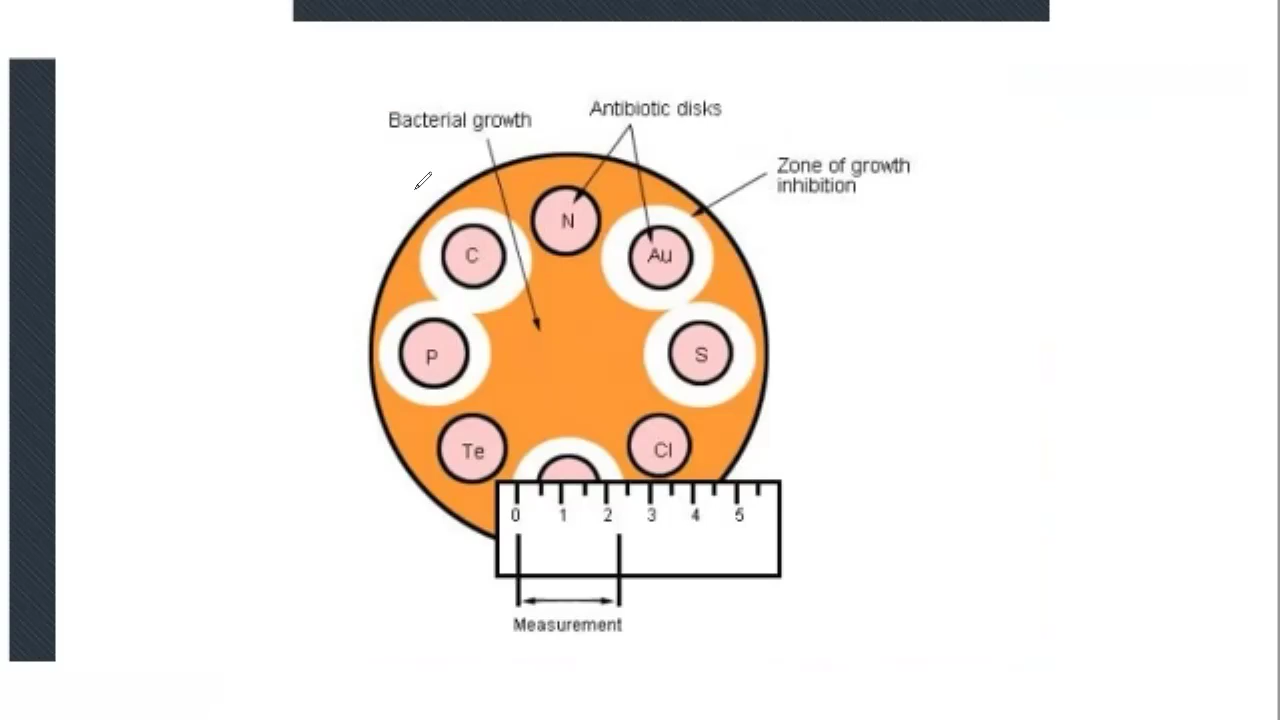 Antibiotic disks
Bacterial growth
Zone of growth
inhibition
N
C
Au
P
S
Te
Cl
0 1 2 3 4 5
Measurement